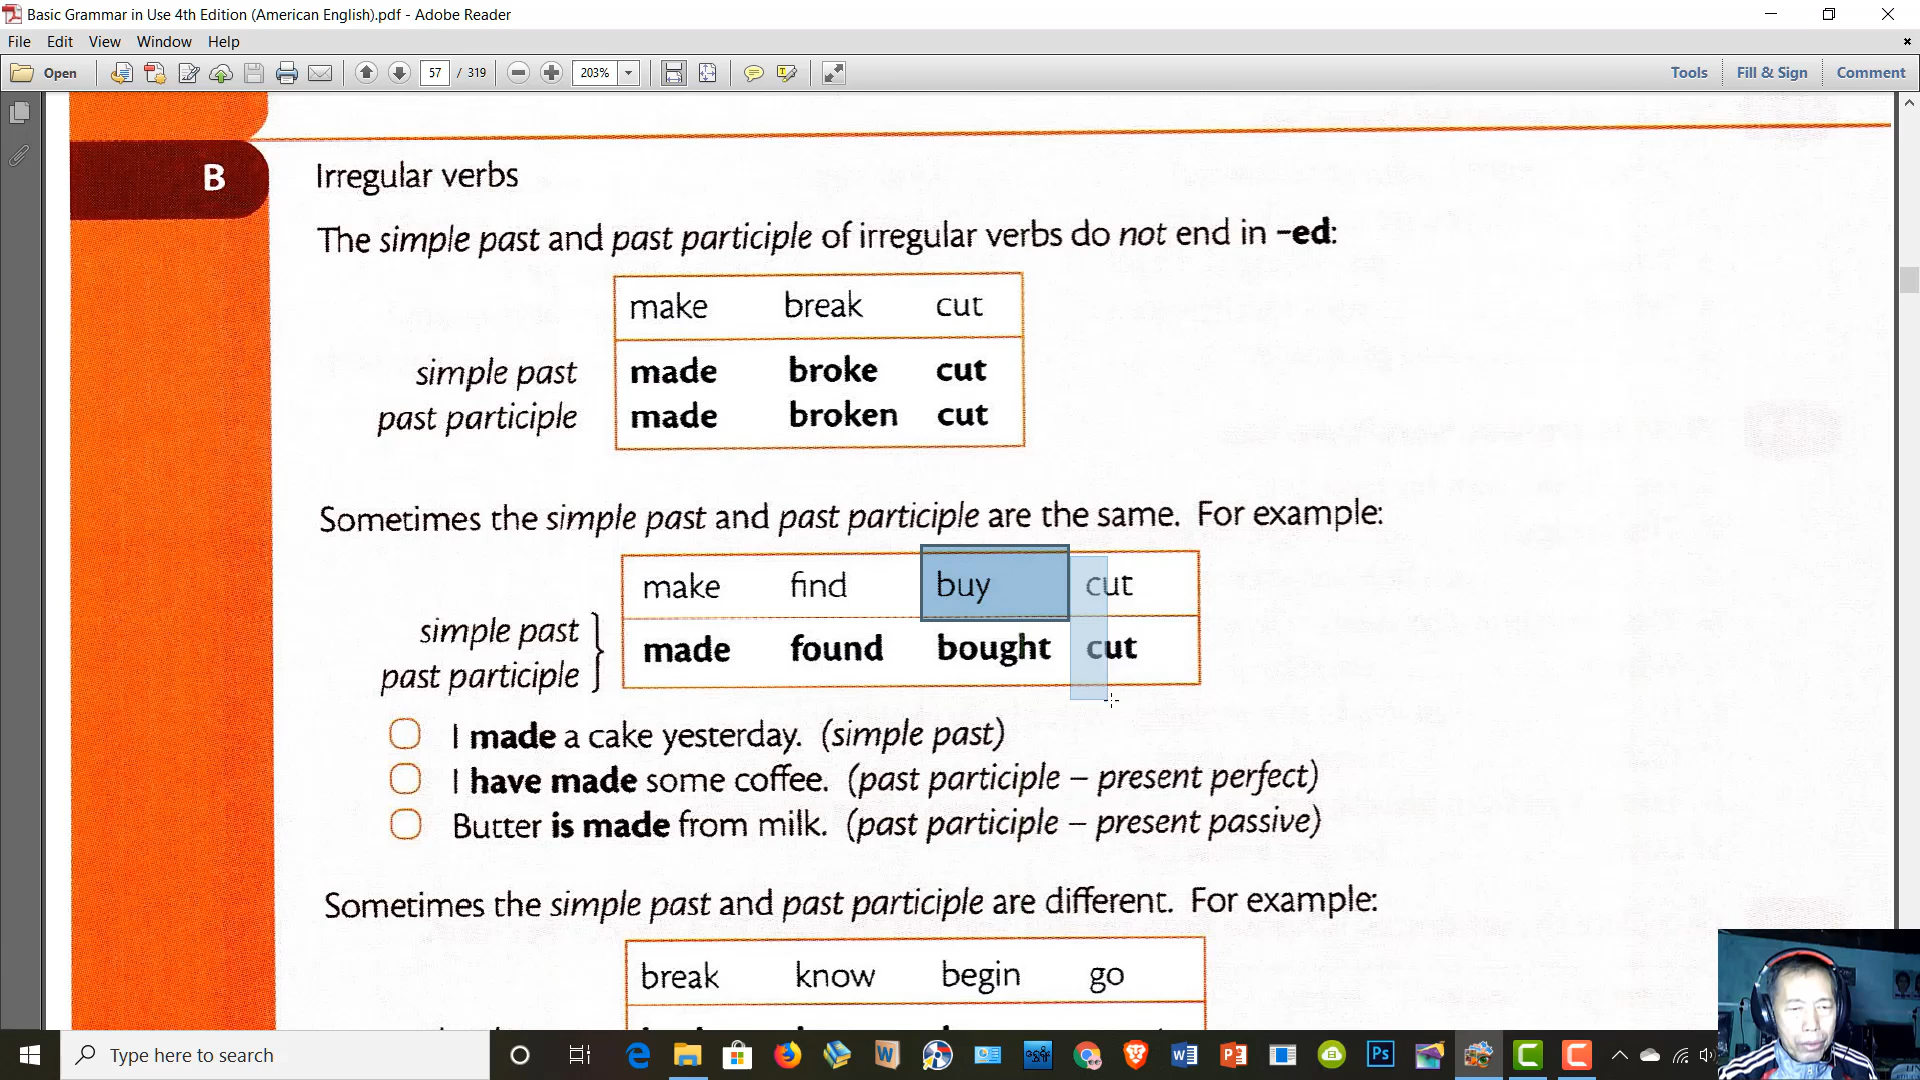 Basic Grammar in Use 4th Edition (American English).pdf - Adobe Reader
File Edit View Window Help
Open 57 / 319 203% Tools Fill & Sign Comment
B Irregular verbs
The simple past and past participle of irregular verbs do not end in -ed:
make break cut
simple past made broke cut
past participle made broken cut
Sometimes the simple past and past participle are the same. For example:
make find buy cut
simple past
past participle
made found bought cut
I made a cake yesterday. (simple past)
I have made some coffee. (past participle – present perfect)
Butter is made from milk. (past participle – present passive)
Sometimes the simple past and past participle are different. For example:
break know begin go
Type here to search